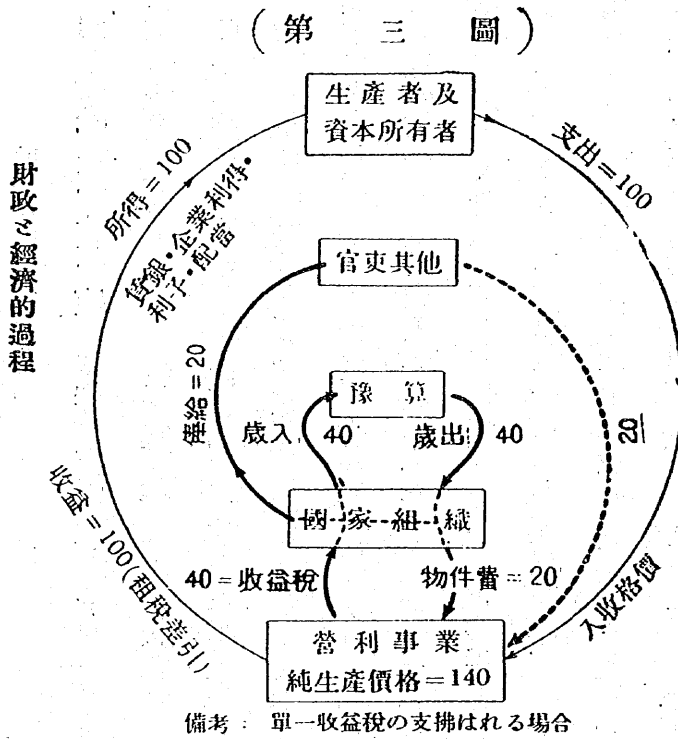 (第三圖)
財政と經濟的過程
生產者及
資本所有者
所得=100
賃銀・企業利得・
利子・配當
支出=100
官吏其他
俸給=20
20
豫算
歲入 40
歲出 40
國家組織
40=收益稅
物件費=20
收益=100(租稅差引)
入收格價
營利事業
純生產價格=140
備考: 單一收益稅の支拂はれる場合